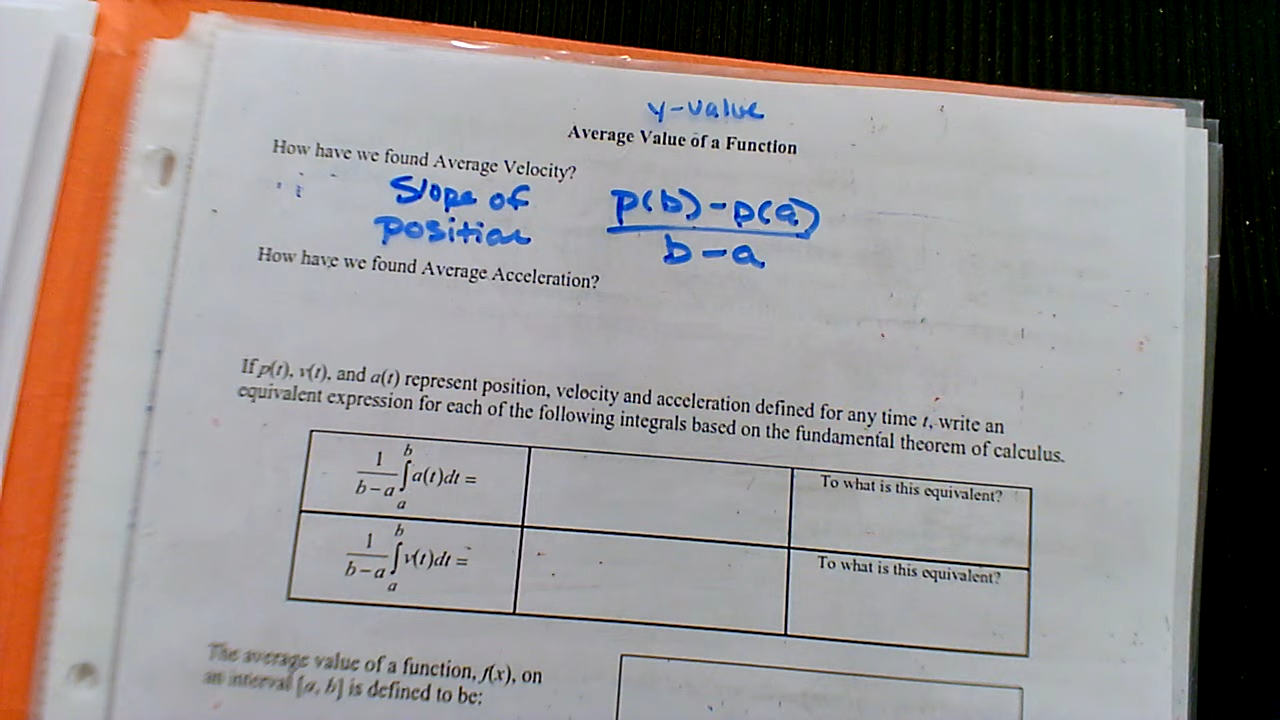 y-value
Average Value of a Function
How have we found Average Velocity?
Slope of
position
p(b)-p(a)
b-a
How have we found Average Acceleration?
If p(t), v(t), and a(t) represent position, velocity and acceleration defined for any time t, write an
equivalent expression for each of the following integrals based on the fundamental theorem of calculus.
1/(b-a) ∫_a^b a(t)dt =
To what is this equivalent?
1/(b-a) ∫_a^b v(t)dt =
To what is this equivalent?
The average value of a function, f(x), on
an interval [a, b] is defined to be: